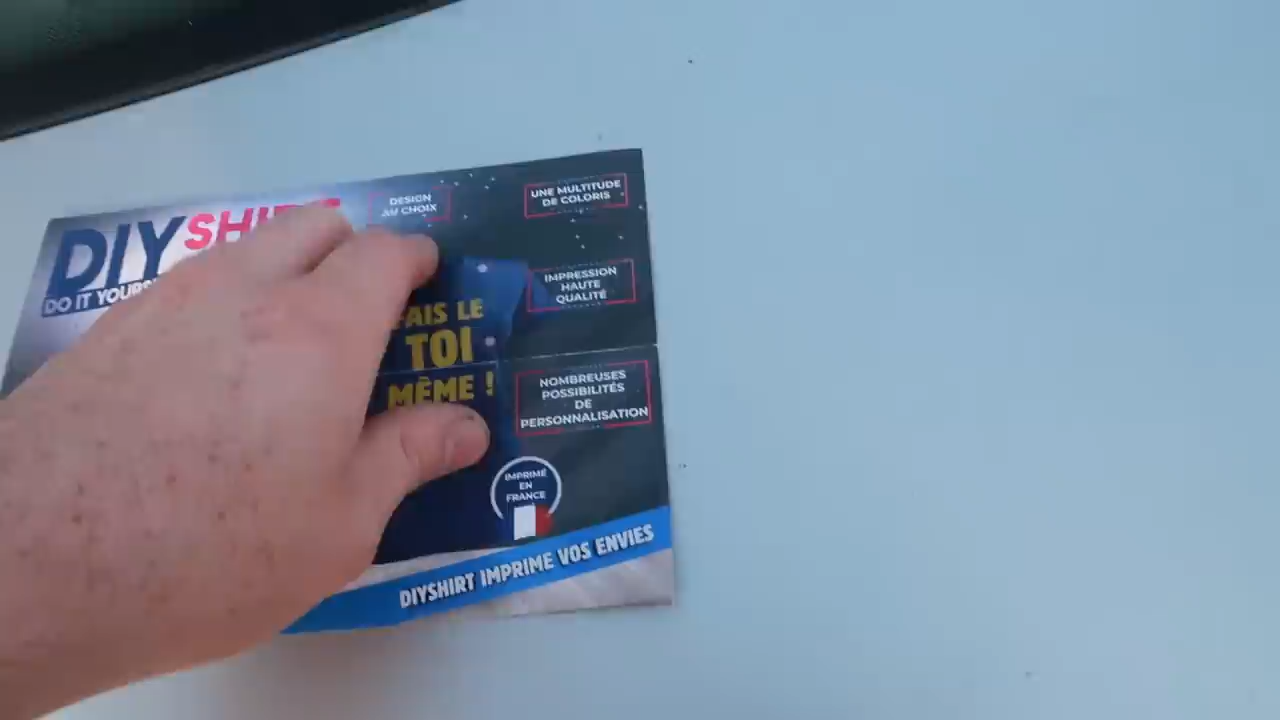 DIY SHIRT
DO IT YOURS
DESIGN
AU CHOIX
UNE MULTITUDE
DE COLORIS
IMPRESSION
HAUTE
QUALITÉ
FAIS LE
TOI
MÊME !
NOMBREUSES
POSSIBILITÉS
DE
PERSONNALISATION
IMPRIMÉ
EN
FRANCE
DIYSHIRT IMPRIME VOS ENVIES